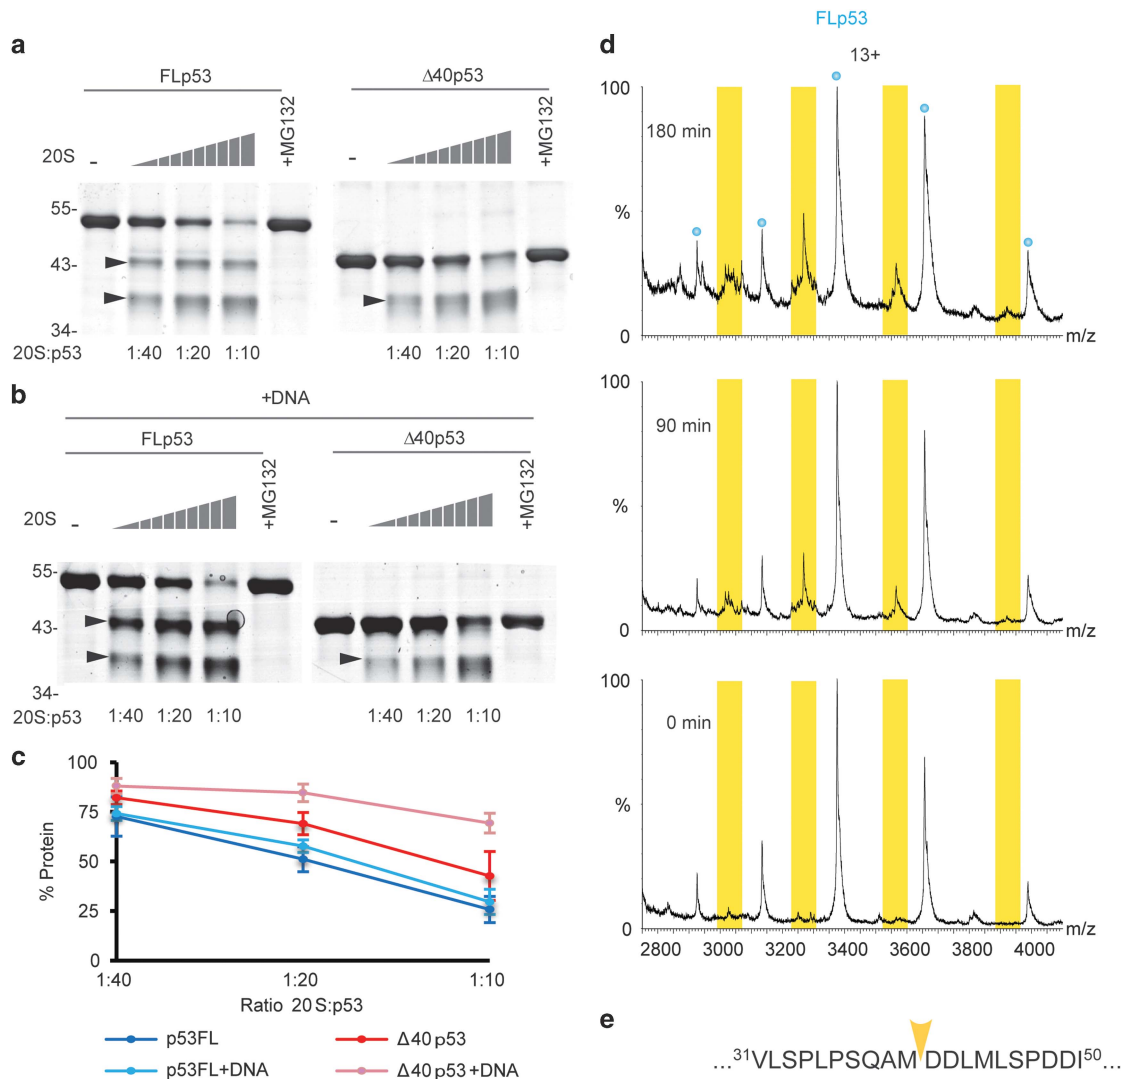 a
FLp53
Δ40p53
20S
-
+MG132
-
+MG132
55-
43-
34-
20S:p53
1:40
1:20
1:10
1:40
1:20
1:10
b
+DNA
FLp53
Δ40p53
20S
-
+MG132
-
+MG132
55-
43-
34-
20S:p53
1:40
1:20
1:10
1:40
1:20
1:10
c
100
75
50
25
0
% Protein
1:40
1:20
1:10
Ratio 20S:p53
p53FL
Δ40p53
p53FL+DNA
Δ40p53+DNA
d
FLp53
13+
100
180 min
%
0
m/z
100
90 min
%
0
m/z
100
0 min
%
0
m/z
2800 3000 3200 3400 3600 3800 4000
e
...³¹VLSPLPSQAM DDLMLSPDDI⁵⁰...